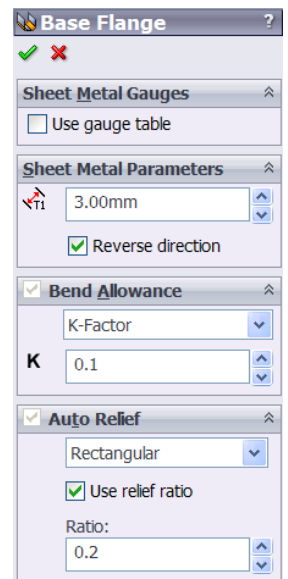 Base Flange ?
Sheet Metal Gauges
Use gauge table
Sheet Metal Parameters
T1 3.00mm
Reverse direction
Bend Allowance
K-Factor
K 0.1
Auto Relief
Rectangular
Use relief ratio
Ratio:
0.2